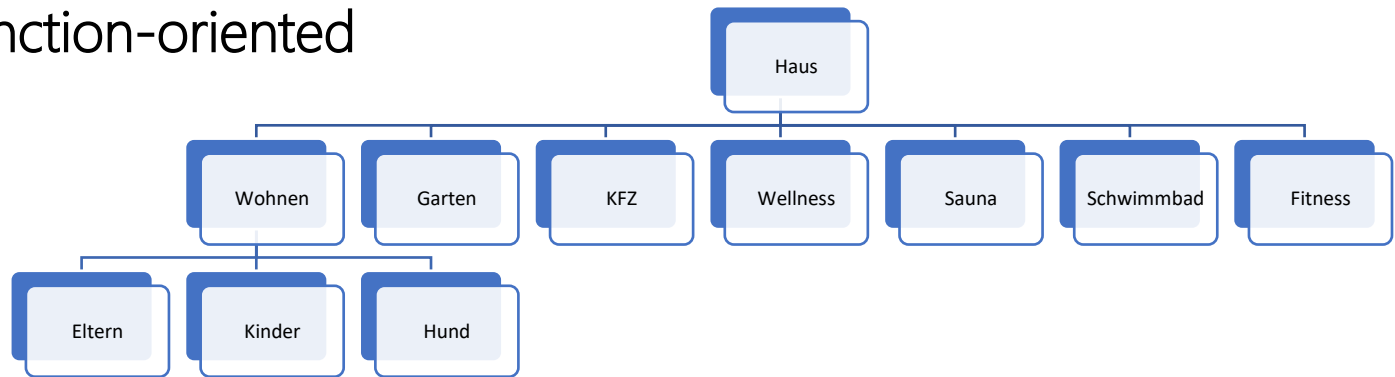 nction-oriented
Haus
Wohnen
Garten
KFZ
Wellness
Sauna
Schwimmbad
Fitness
Eltern
Kinder
Hund